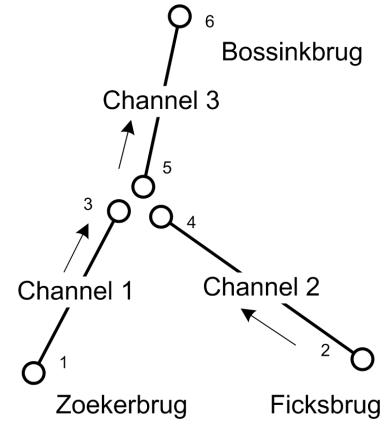 6
Bossinkbrug
Channel 3
5
3
4
Channel 1
Channel 2
2
1
Zoekerbrug
Ficksbrug